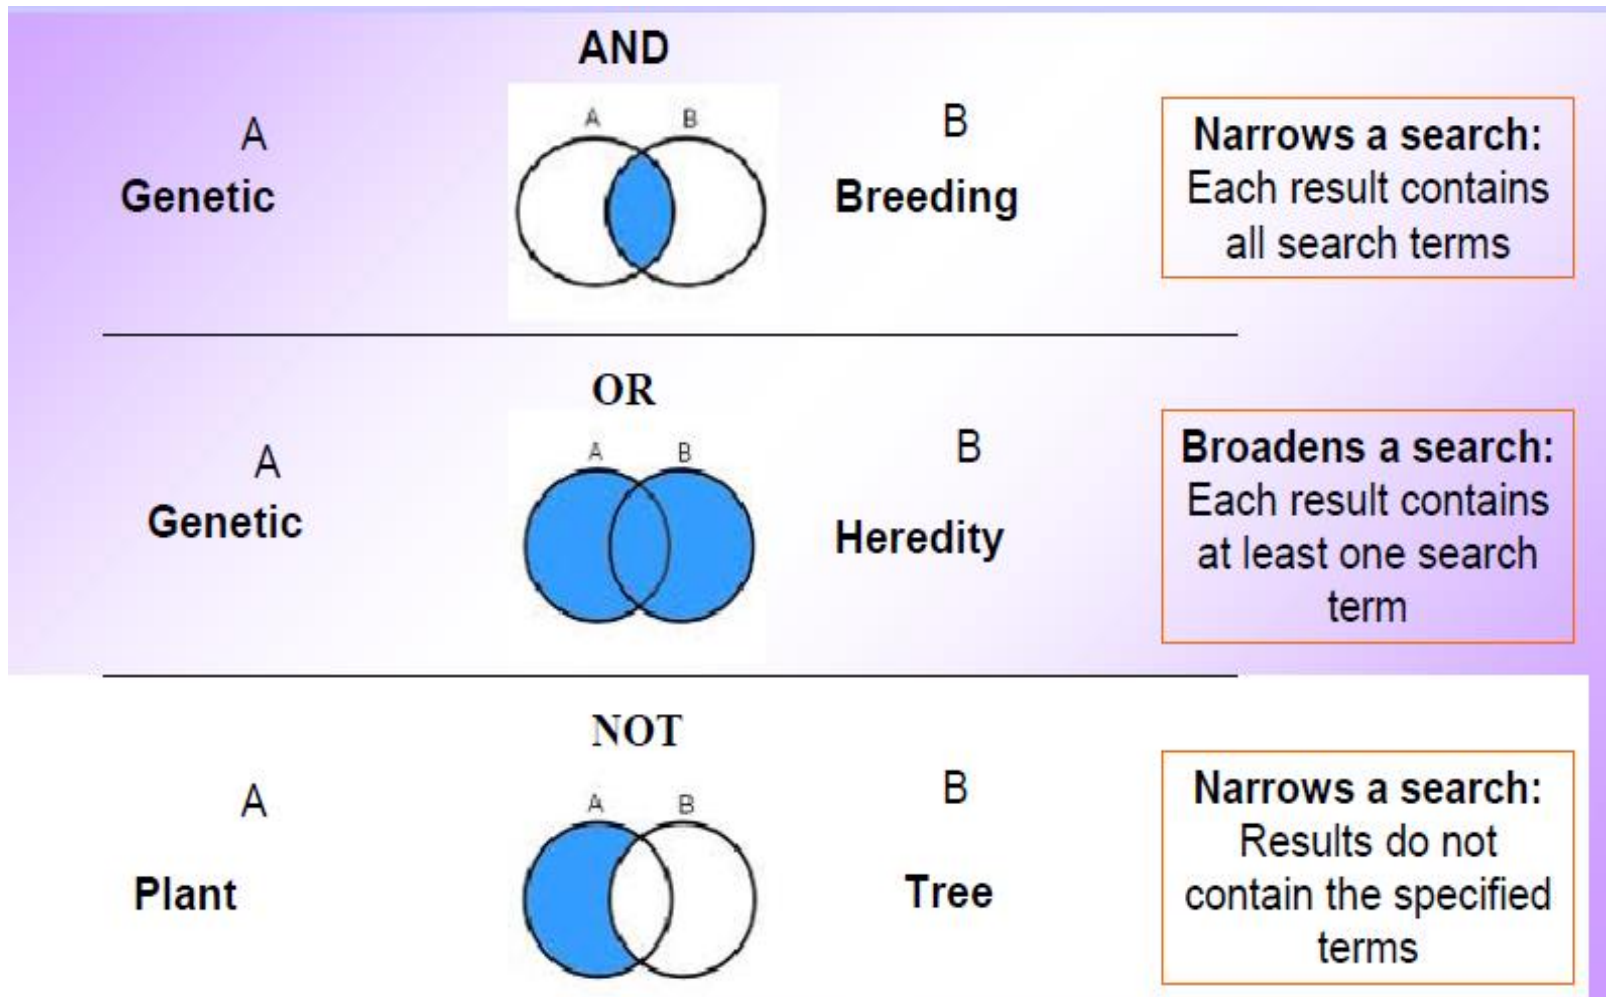 AND
A
Genetic
A B
B
Breeding
Narrows a search:
Each result contains
all search terms
OR
A
Genetic
A B
B
Heredity
Broadens a search:
Each result contains
at least one search
term
NOT
A
Plant
A B
B
Tree
Narrows a search:
Results do not
contain the specified
terms